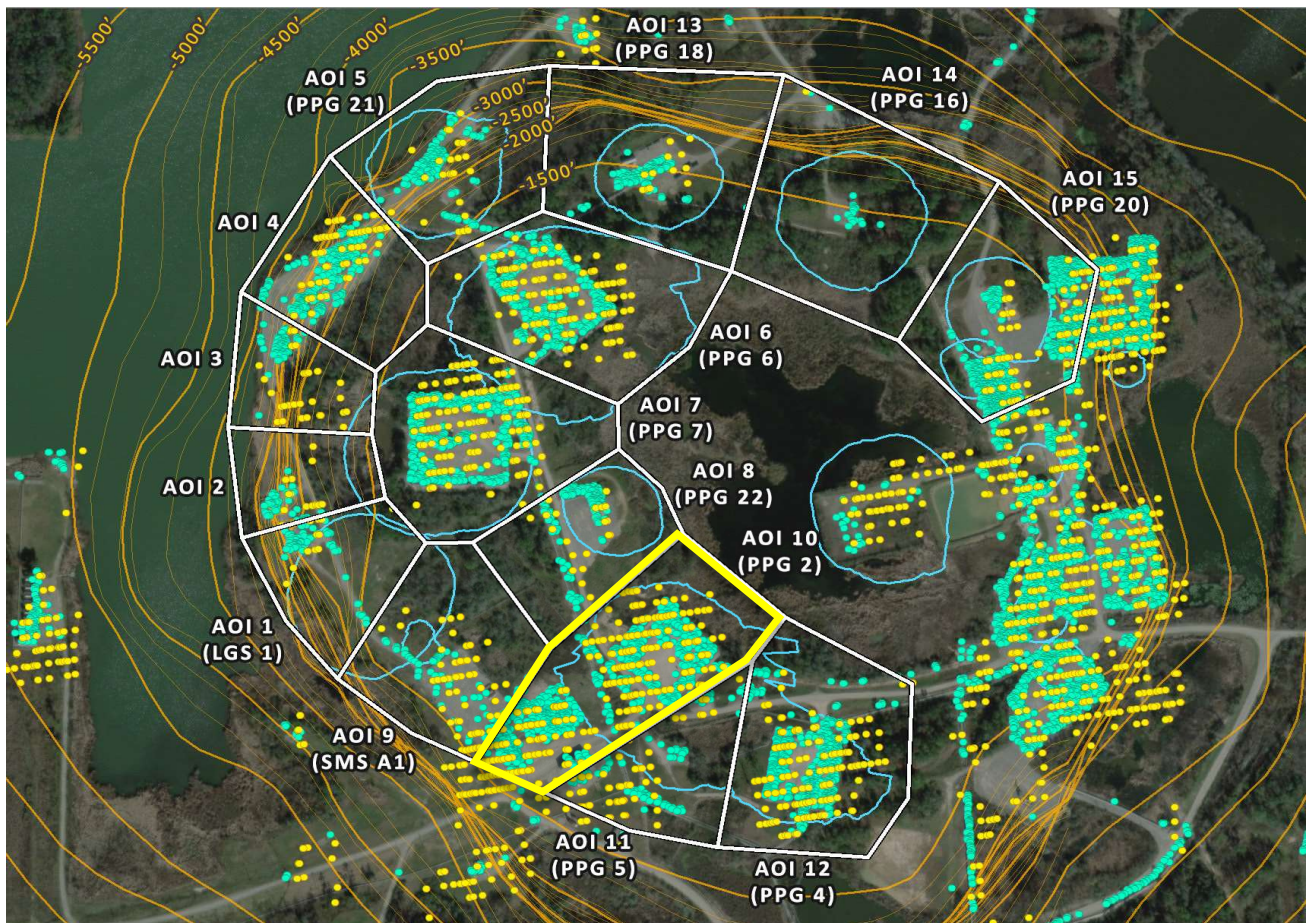 -5500'
-5000'
-4500'
-4000'
-3500'
-3000'
-2500'
-2000'
-1500'
AOI 13
(PPG 18)
AOI 14
(PPG 16)
AOI 5
(PPG 21)
AOI 15
(PPG 20)
AOI 4
AOI 3
AOI 6
(PPG 6)
AOI 7
(PPG 7)
AOI 2
AOI 8
(PPG 22)
AOI 10
(PPG 2)
AOI 1
(LGS 1)
AOI 9
(SMS A1)
AOI 11
(PPG 5)
AOI 12
(PPG 4)